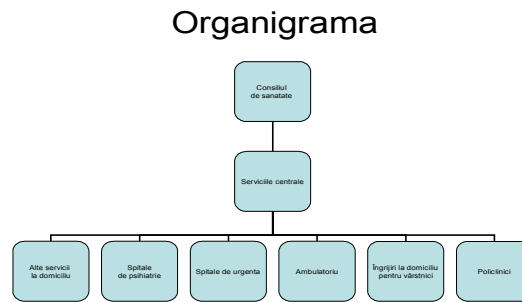 Organigrama
Consiliul
de sanatate
Serviciile centrale
Alte servicii
la domiciliu
Spitale
de psihiatrie
Spitale de urgenta
Ambulatoriu
Îngrijiri la domiciliu
pentru vârstnici
Policlinici